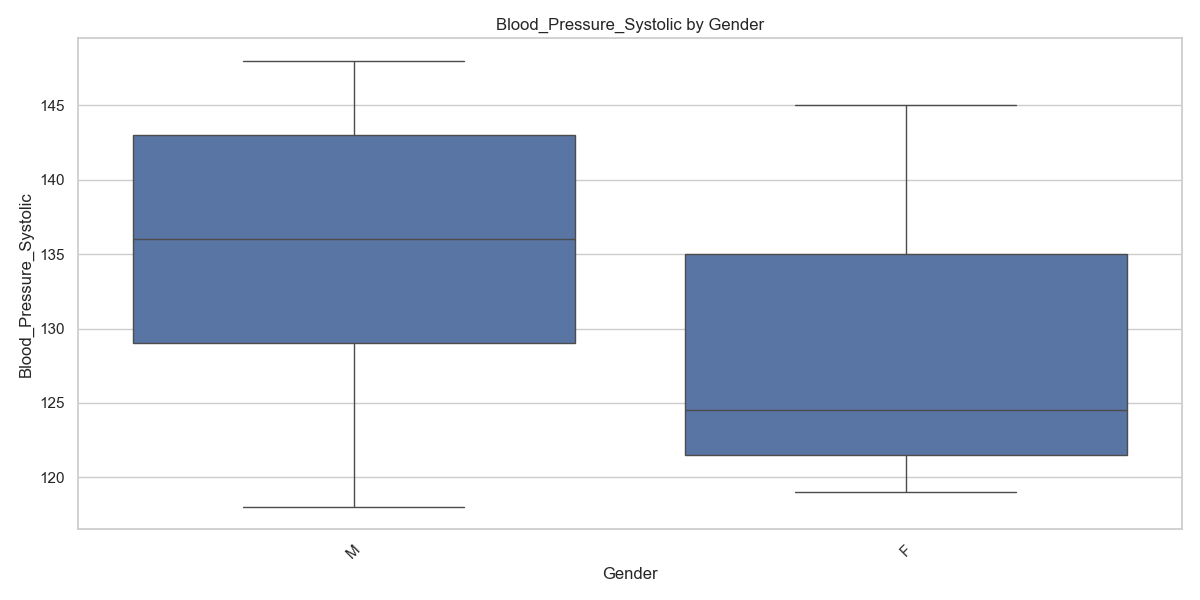 Blood_Pressure_Systolic by Gender
Blood_Pressure_Systolic
145
140
135
130
125
120
M
F
Gender